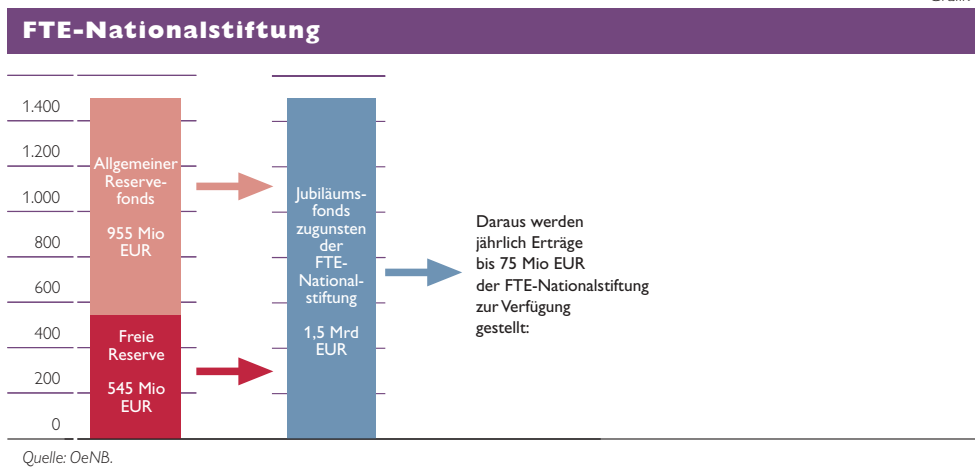 FTE-Nationalstiftung
1.400
1.200
1.000
800
600
400
200
0
Allgemeiner
Reserve-
fonds
955 Mio
EUR
Freie
Reserve
545 Mio
EUR
Jubiläums-
fonds
zugunsten
der
FTE-
National-
stiftung
1,5 Mrd
EUR
Daraus werden
jährlich Erträge
bis 75 Mio EUR
der FTE-Nationalstiftung
zur Verfügung
gestellt:
Quelle: OeNB.